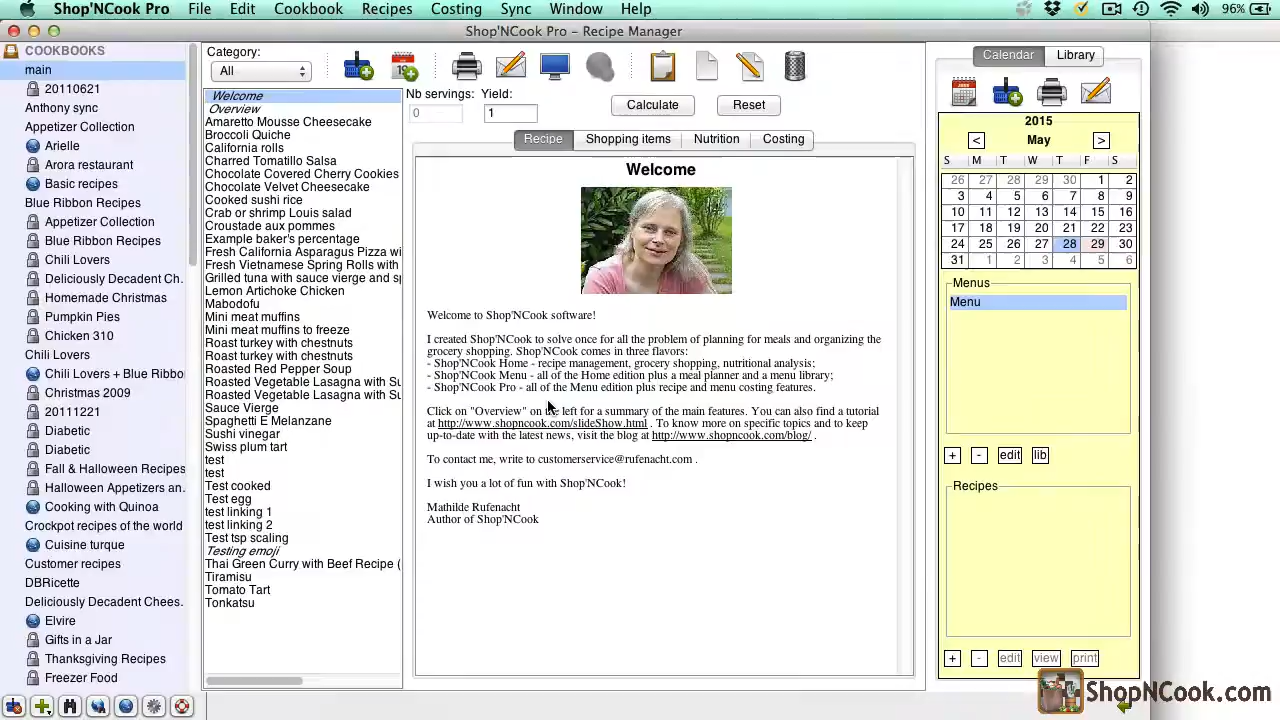 Shop'NCook Pro File Edit Cookbook Recipes Costing Sync Window Help 96%
Shop'NCook Pro – Recipe Manager
COOKBOOKS
main
20110621
Anthony sync
Appetizer Collection
Arielle
Arora restaurant
Basic recipes
Blue Ribbon Recipes
Appetizer Collection
Blue Ribbon Recipes
Chili Lovers
Deliciously Decadent Ch.
Homemade Christmas
Pumpkin Pies
Chicken 310
Chili Lovers
Chili Lovers + Blue Ribbo
Christmas 2009
20111221
Diabetic
Diabetic
Fall & Halloween Recipes
Halloween Appetizers an.
Cooking with Quinoa
Crockpot recipes of the world
Cuisine turque
Customer recipes
DBRicette
Deliciously Decadent Chees.
Elvire
Gifts in a Jar
Thanksgiving Recipes
Freezer Food
Category:
All
Welcome
Overview
Amaretto Mousse Cheesecake
Broccoli Quiche
California rolls
Charred Tomatillo Salsa
Chocolate Covered Cherry Cookies
Chocolate Velvet Cheesecake
Cooked sushi rice
Crab or shrimp Louis salad
Croustade aux pommes
Example baker's percentage
Fresh California Asparagus Pizza wi
Fresh Vietnamese Spring Rolls with
Grilled tuna with sauce vierge and sp
Lemon Artichoke Chicken
Mabodofu
Mini meat muffins
Mini meat muffins to freeze
Roast turkey with chestnuts
Roast turkey with chestnuts
Roasted Red Pepper Soup
Roasted Vegetable Lasagna with Su
Roasted Vegetable Lasagna with Su
Sauce Vierge
Spaghetti E Melanzane
Sushi vinegar
Swiss plum tart
test
test
Test cooked
Test egg
test linking 1
test linking 2
Test tsp scaling
Testing emoji
Thai Green Curry with Beef Recipe (
Tiramisu
Tomato Tart
Tonkatsu
Nb servings: Yield:
0 1 Calculate Reset
Recipe Shopping items Nutrition Costing
Welcome
Welcome to Shop'NCook software!
I created Shop'NCook to solve once for all the problem of planning for meals and organizing the
grocery shopping. Shop'NCook comes in three flavors:
- Shop'NCook Home - recipe management, grocery shopping, nutritional analysis;
- Shop'NCook Menu - all of the Home edition plus a meal planner and a menu library;
- Shop'NCook Pro - all of the Menu edition plus recipe and menu costing features.
Click on "Overview" on the left for a summary of the main features. You can also find a tutorial
at http://www.shopncook.com/slideShow.html . To know more on specific topics and to keep
up-to-date with the latest news, visit the blog at http://www.shopncook.com/blog/ .
To contact me, write to customerservice@rufenacht.com .
I wish you a lot of fun with Shop'NCook!
Mathilde Rufenacht
Author of Shop'NCook
Calendar Library
2015
< May >
S M T W T F S
26 27 28 29 30 1 2
3 4 5 6 7 8 9
10 11 12 13 14 15 16
17 18 19 20 21 22 23
24 25 26 27 28 29 30
31 1 2 3 4 5 6
Menus
Menu
+ - edit lib
Recipes
+ - edit view print
ShopNCook.com